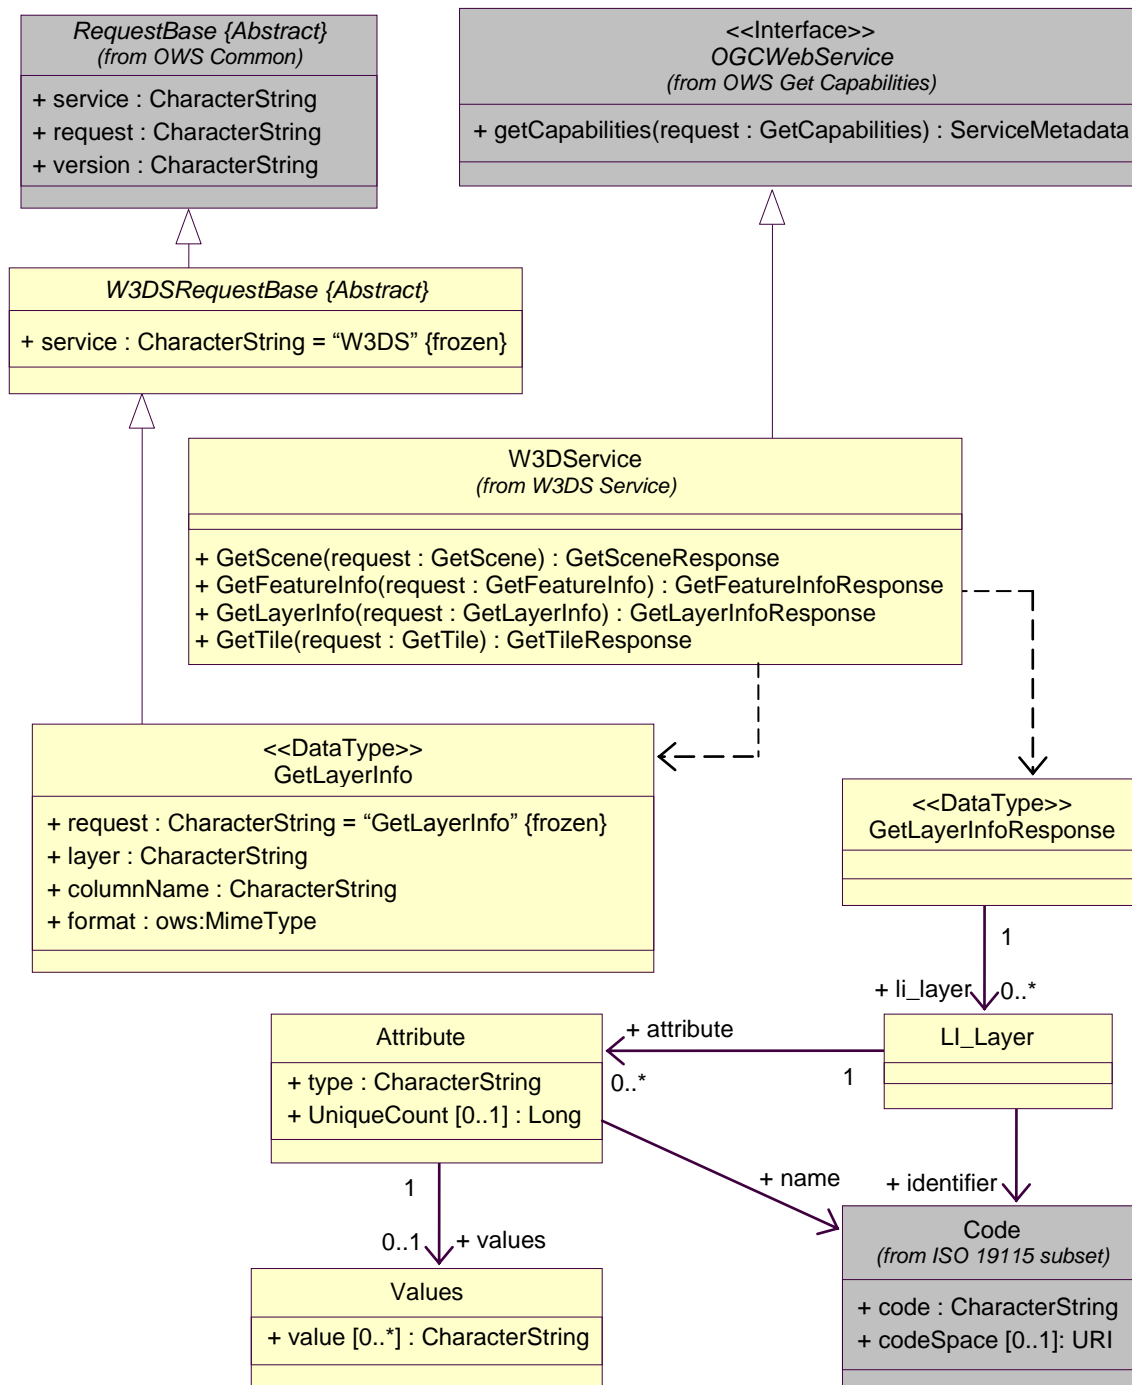 RequestBase {Abstract}
(from OWS Common)
+ service : CharacterString
+ request : CharacterString
+ version : CharacterString
<<Interface>>
OGCWebService
(from OWS Get Capabilities)
+ getCapabilities(request : GetCapabilities) : ServiceMetadata
W3DSRequestBase {Abstract}
+ service : CharacterString = “W3DS” {frozen}
W3DService
(from W3DS Service)
+ GetScene(request : GetScene) : GetSceneResponse
+ GetFeatureInfo(request : GetFeatureInfo) : GetFeatureInfoResponse
+ GetLayerInfo(request : GetLayerInfo) : GetLayerInfoResponse
+ GetTile(request : GetTile) : GetTileResponse
<<DataType>>
GetLayerInfo
+ request : CharacterString = “GetLayerInfo” {frozen}
+ layer : CharacterString
+ columnName : CharacterString
+ format : ows:MimeType
<<DataType>>
GetLayerInfoResponse
1
+ li_layer 0..*
LI_Layer
+ attribute
0..*
1
Attribute
+ type : CharacterString
+ UniqueCount [0..1] : Long
+ name
+ identifier
1
0..1 + values
Values
+ value [0..*] : CharacterString
Code
(from ISO 19115 subset)
+ code : CharacterString
+ codeSpace [0..1]: URI